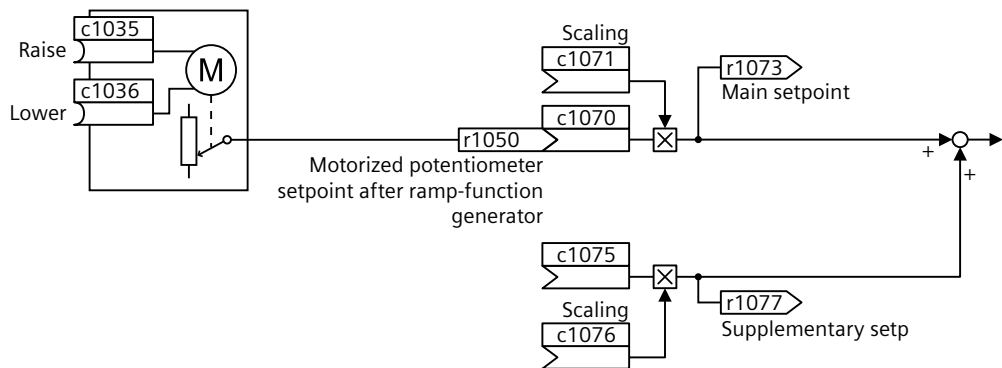 c1035
Raise
c1036
Lower
M
r1050
Motorized potentiometer
setpoint after ramp-function
generator
Scaling
c1071
c1070
r1073
Main setpoint
+
+
c1075
Scaling
c1076
r1077
Supplementary setp